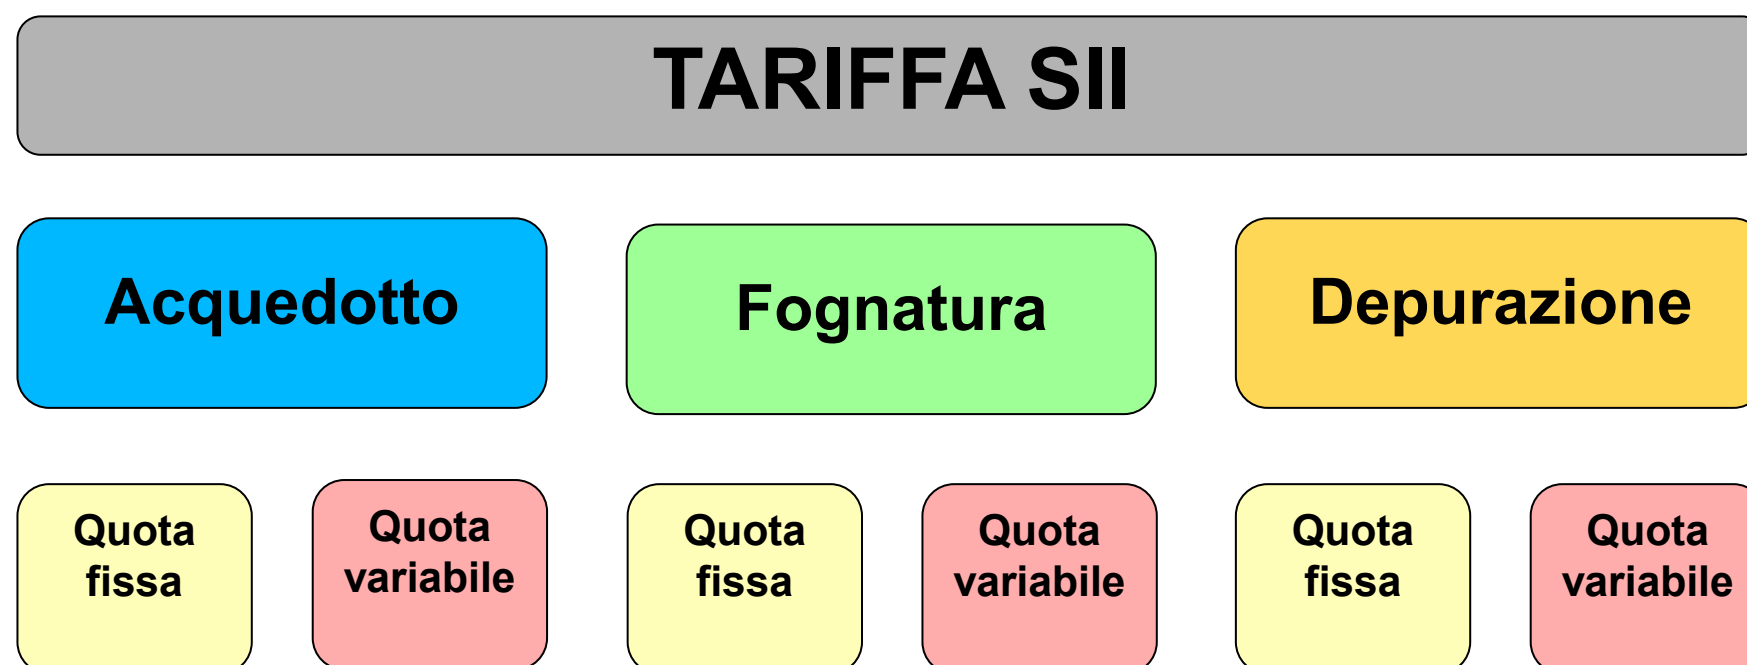 TARIFFA SII
Acquedotto
Fognatura
Depurazione
Quota
fissa
Quota
variabile
Quota
fissa
Quota
variabile
Quota
fissa
Quota
variabile